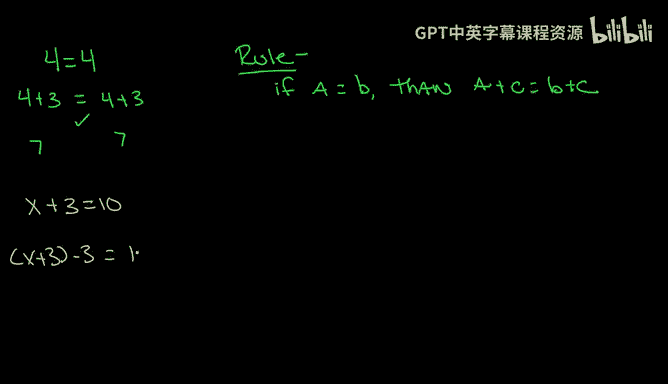 GPT中英字幕课程资源 bilibili
4=4
4+3 = 4+3
✓
7 7
Rule-
if A = b, than A+C = b+C
x+3=10
(x+3)-3 = 1